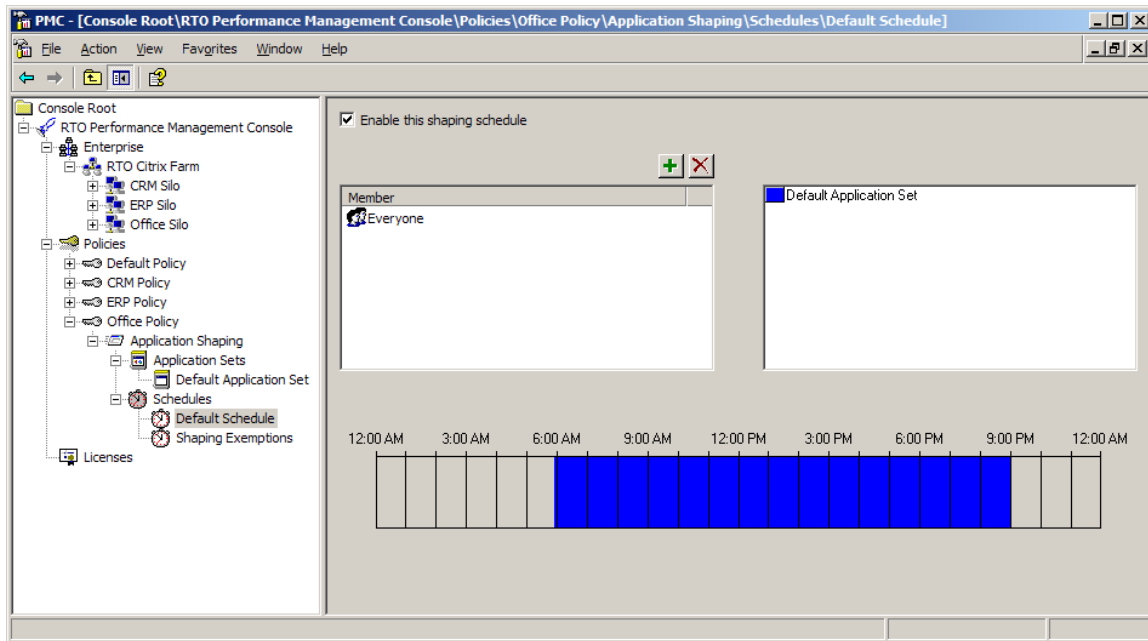 PMC - [Console Root\RTO Performance Management Console\Policies\Office Policy\Application Shaping\Schedules\Default Schedule]
File Action View Favorites Window Help
Console Root
RTO Performance Management Console
Enterprise
RTO Citrix Farm
CRM Silo
ERP Silo
Office Silo
Policies
Default Policy
CRM Policy
ERP Policy
Office Policy
Application Shaping
Application Sets
Default Application Set
Schedules
Default Schedule
Shaping Exemptions
Licenses
Enable this shaping schedule
Member
Everyone
Default Application Set
12:00 AM 3:00 AM 6:00 AM 9:00 AM 12:00 PM 3:00 PM 6:00 PM 9:00 PM 12:00 AM